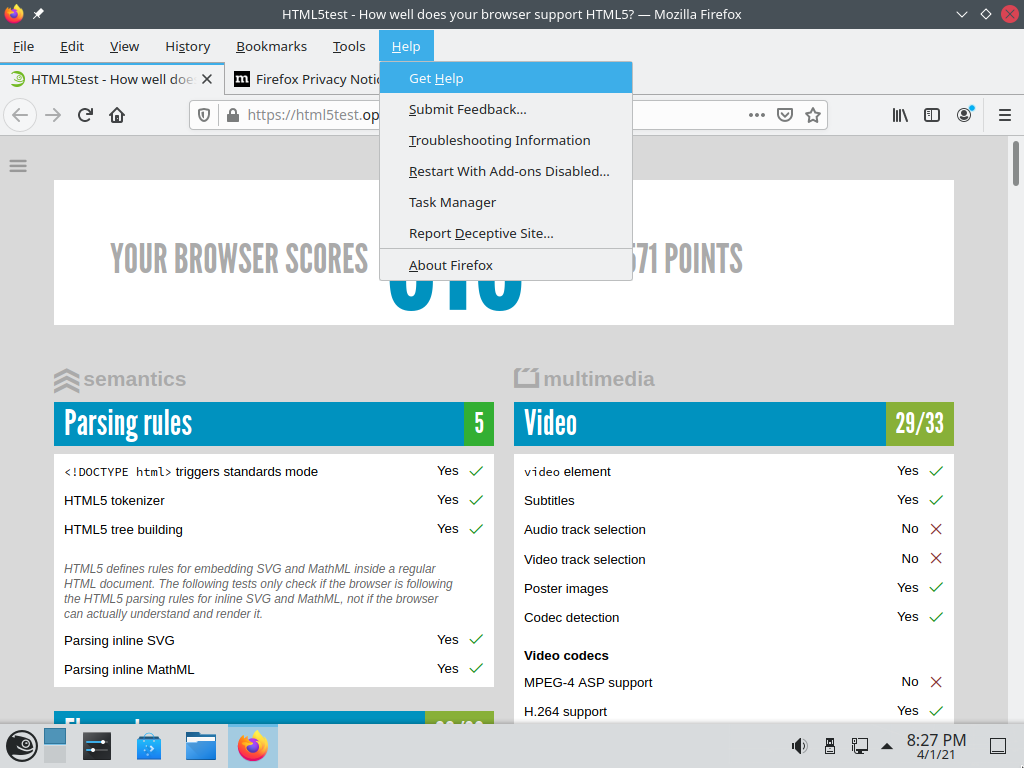 HTML5test - How well does your browser support HTML5? — Mozilla Firefox
File Edit View History Bookmarks Tools Help
HTML5test - How well doe
Firefox Privacy Notic
https://html5test.op
Get Help
Submit Feedback...
Troubleshooting Information
Restart With Add-ons Disabled...
Task Manager
Report Deceptive Site...
About Firefox
YOUR BROWSER SCORES
POINTS
semantics
Parsing rules 5
<!DOCTYPE html> triggers standards mode Yes
HTML5 tokenizer Yes
HTML5 tree building Yes
HTML5 defines rules for embedding SVG and MathML inside a regular
HTML document. The following tests only check if the browser is following
the HTML5 parsing rules for inline SVG and MathML, not if the browser
can actually understand and render it.
Parsing inline SVG Yes
Parsing inline MathML Yes
multimedia
Video 29/33
video element Yes
Subtitles Yes
Audio track selection No
Video track selection No
Poster images Yes
Codec detection Yes
Video codecs
MPEG-4 ASP support No
H.264 support Yes
8:27 PM
4/1/21